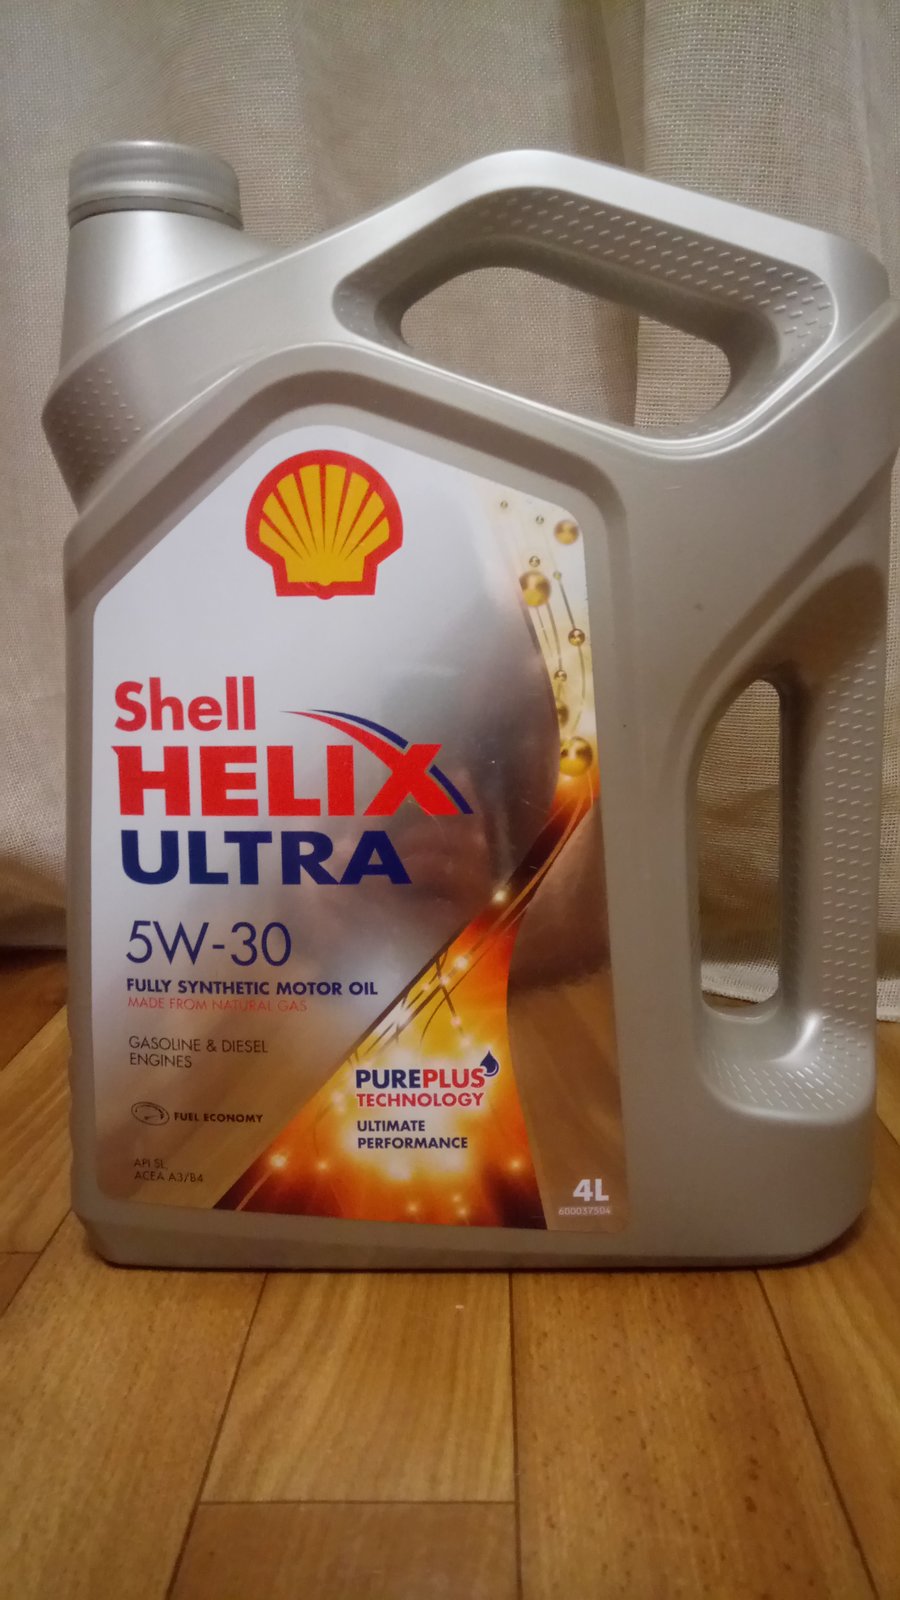 Shell
HELIX
ULTRA
5W-30
FULLY SYNTHETIC MOTOR OIL
MADE FROM NATURAL GAS
GASOLINE & DIESEL
ENGINES
FUEL ECONOMY
API SL
ACEA A3/B4
PUREPLUS
TECHNOLOGY
ULTIMATE
PERFORMANCE
4L
600037504